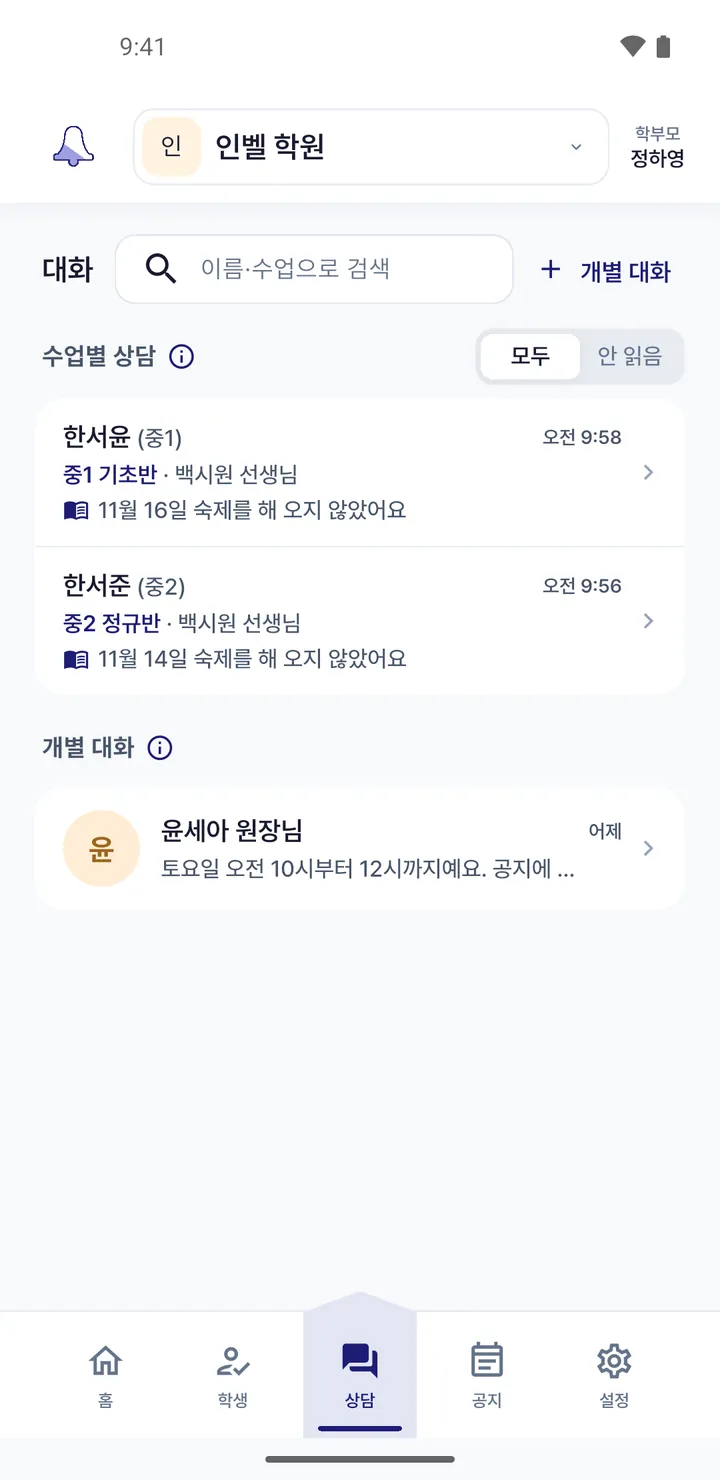 9:41
인 인벨 학원
학부모
정하영
대화
이름·수업으로 검색
+ 개별 대화
수업별 상담
모두 안 읽음
한서윤 (중1) 오전 9:58
중1 기초반 · 백시원 선생님
11월 16일 숙제를 해 오지 않았어요
한서준 (중2) 오전 9:56
중2 정규반 · 백시원 선생님
11월 14일 숙제를 해 오지 않았어요
개별 대화
윤 윤세아 원장님 어제
토요일 오전 10시부터 12시까지예요. 공지에 ...
홈 학생 상담 공지 설정